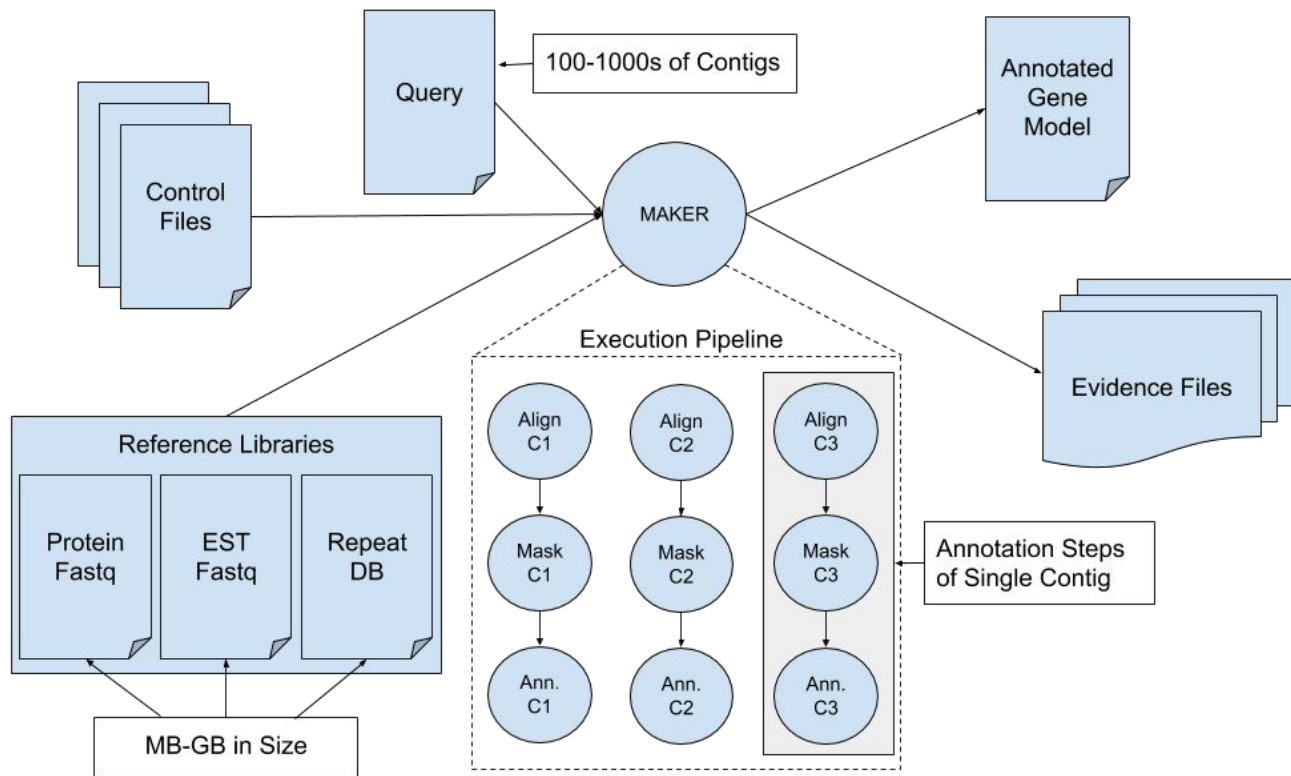 Query
100-1000s of Contigs
Annotated
Gene
Model
Control
Files
MAKER
Evidence Files
Execution Pipeline
Reference Libraries
Protein
Fastq
EST
Fastq
Repeat
DB
MB-GB in Size
Align
C1
Align
C2
Align
C3
Mask
C1
Mask
C2
Mask
C3
Ann.
C1
Ann.
C2
Ann.
C3
Annotation Steps
of Single Contig